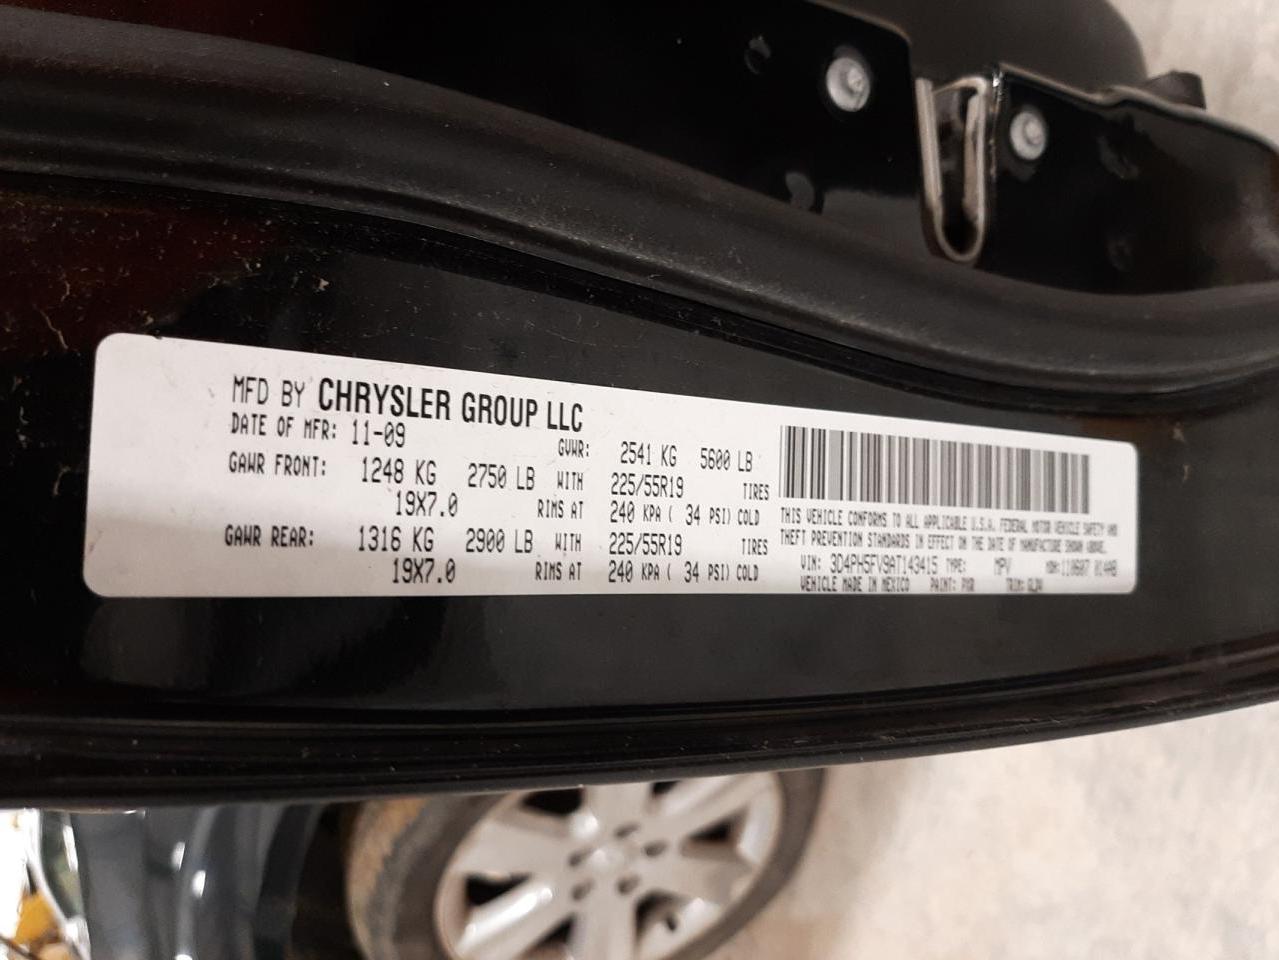 MFD BY CHRYSLER GROUP LLC
DATE OF MFR: 11-09 GVWR: 2541 KG 5600 LB
GAWR FRONT: 1248 KG 2750 LB WITH 225/55R19 TIRES
19X7.0 RIMS AT 240 KPA ( 34 PSI) COLD
GAWR REAR: 1316 KG 2900 LB WITH 225/55R19 TIRES
19X7.0 RIMS AT 240 KPA ( 34 PSI) COLD
THIS VEHICLE CONFORMS TO ALL APPLICABLE U.S.A. FEDERAL MOTOR VEHICLE SAFETY AND
THEFT PREVENTION STANDARDS IN EFFECT ON THE DATE OF MANUFACTURE SHOWN ABOVE.
VIN: 3D4PH5FV9AT143415 TYPE: MPV MDH: 110607 014AB
VEHICLE MADE IN MEXICO PAINT: PXR TRIM: